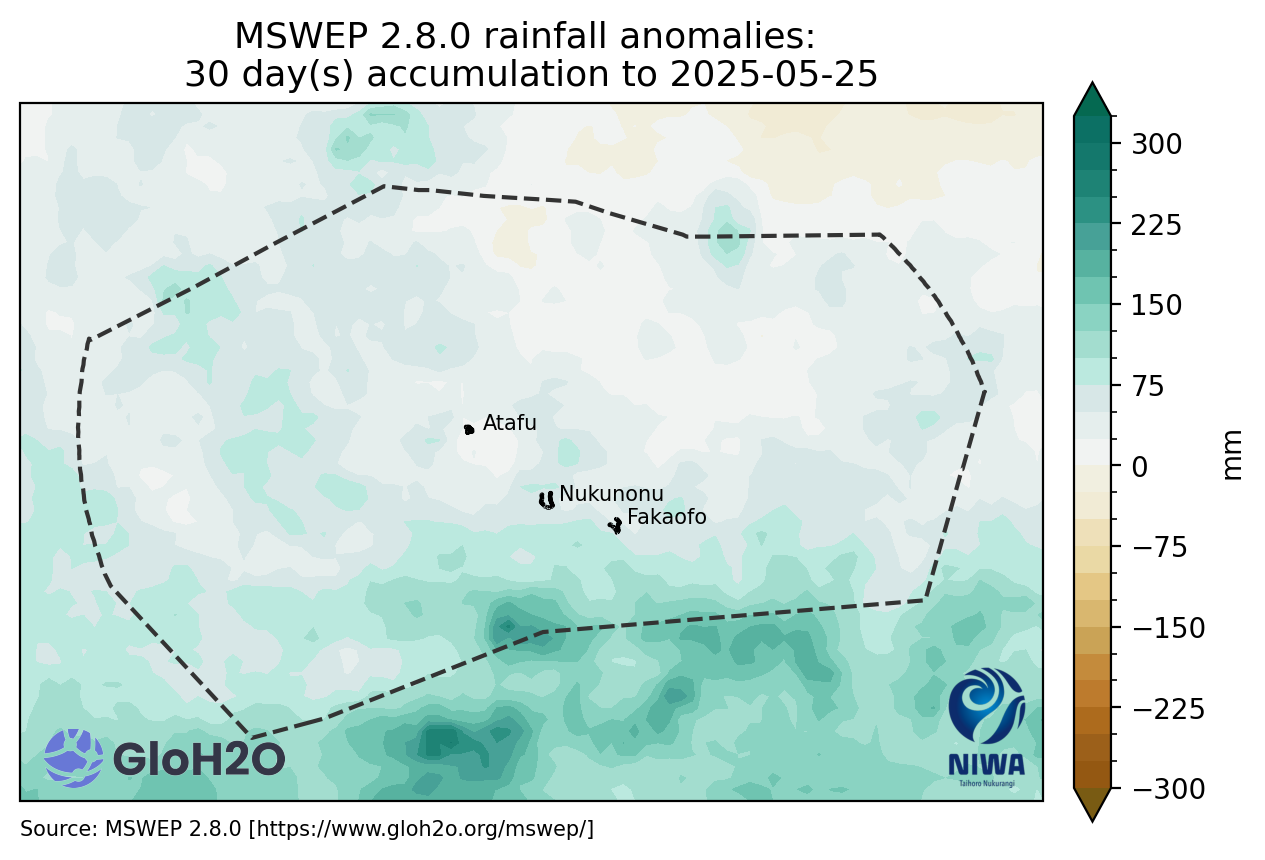 MSWEP 2.8.0 rainfall anomalies:
30 day(s) accumulation to 2025-05-25
300
225
150
75
0
−75
−150
−225
−300
mm
Atafu
Nukunonu
Fakaofo
GloH2O
NIWA
Taihoro Nukurangi
Source: MSWEP 2.8.0 [https://www.gloh2o.org/mswep/]